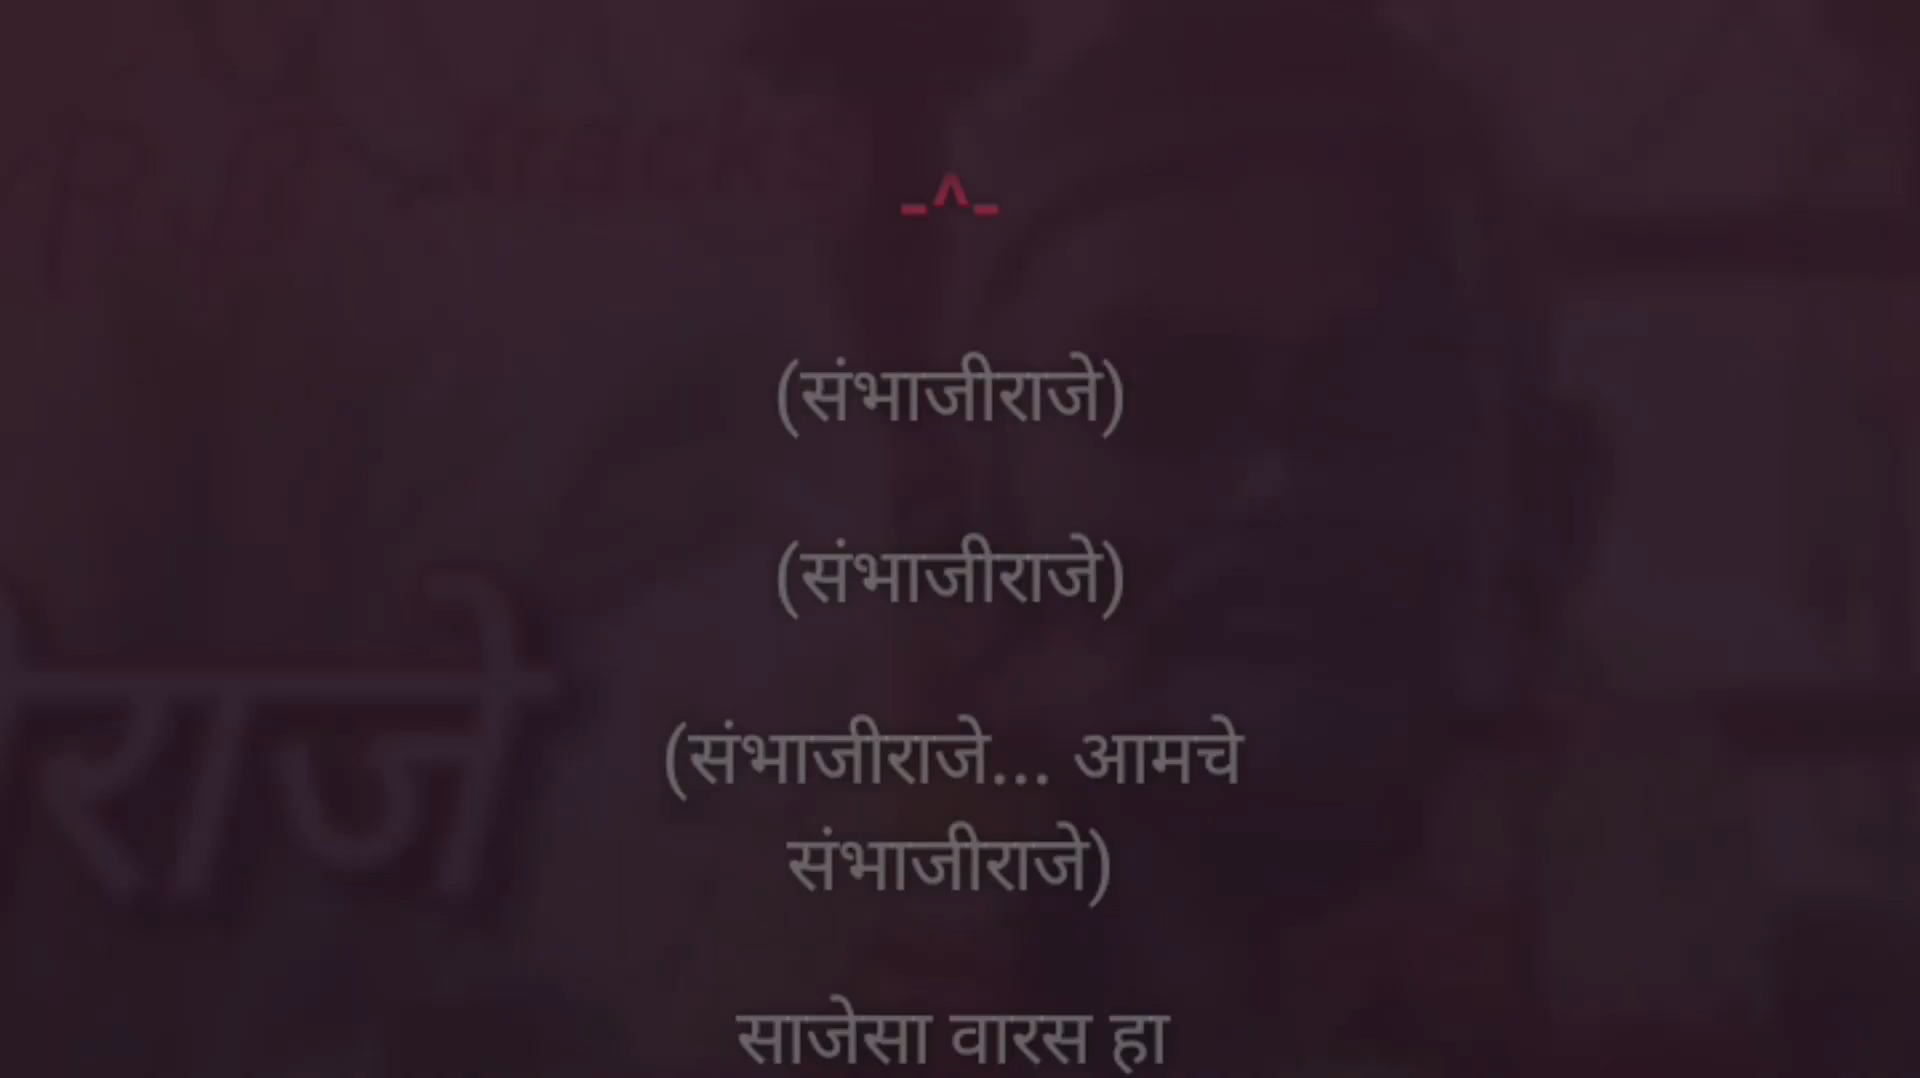 _^_
(संभाजीराजे)
(संभाजीराजे)
(संभाजीराजे... आमचे
संभाजीराजे)
राजे
साजेसा वारस हा